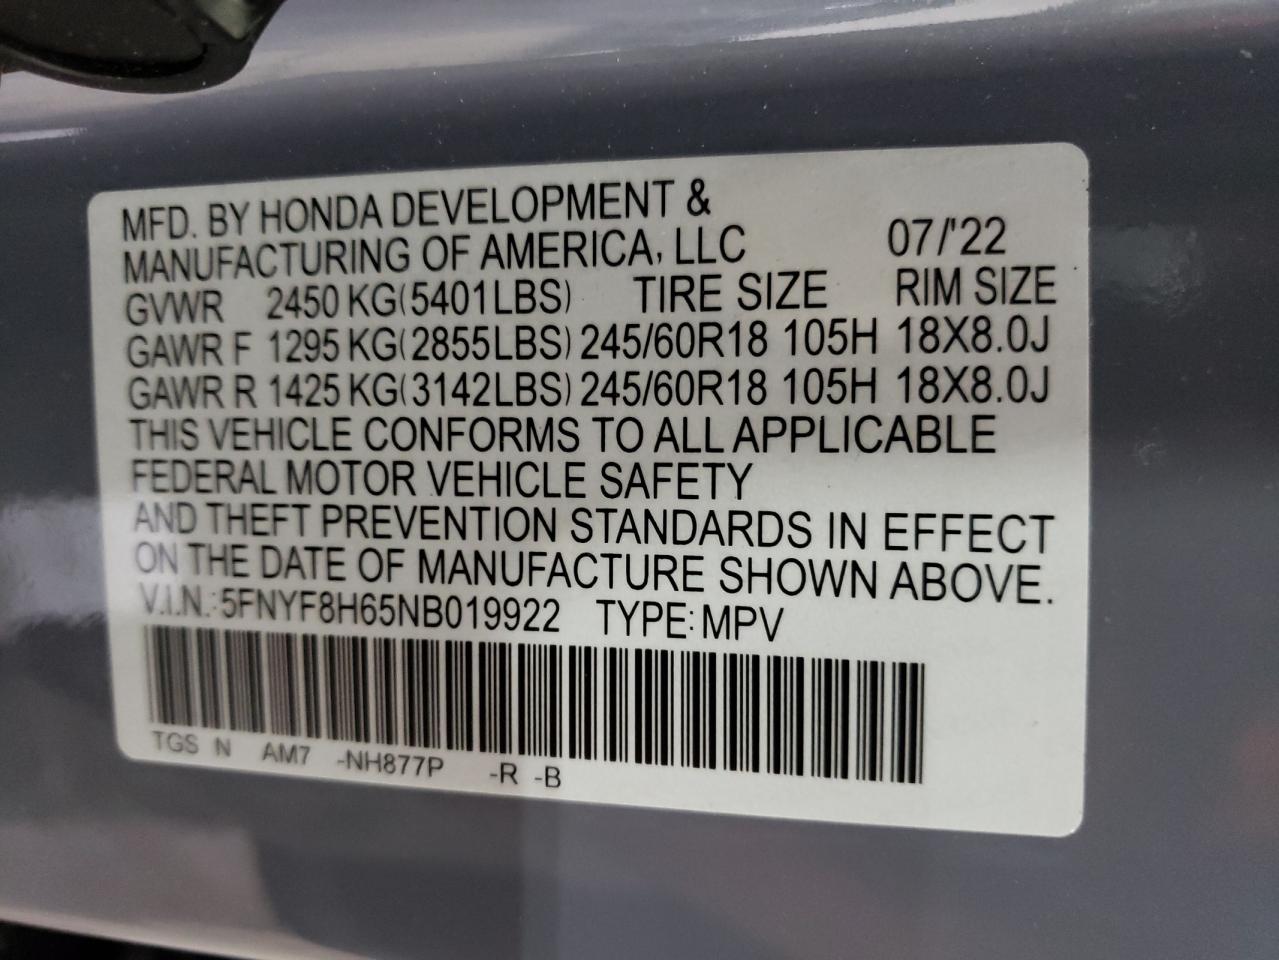 MFD. BY HONDA DEVELOPMENT &
MANUFACTURING OF AMERICA, LLC 07/'22
GVWR 2450 KG(5401LBS) TIRE SIZE RIM SIZE
GAWR F 1295 KG(2855LBS) 245/60R18 105H 18X8.0J
GAWR R 1425 KG(3142LBS) 245/60R18 105H 18X8.0J
THIS VEHICLE CONFORMS TO ALL APPLICABLE
FEDERAL MOTOR VEHICLE SAFETY
AND THEFT PREVENTION STANDARDS IN EFFECT
ON THE DATE OF MANUFACTURE SHOWN ABOVE.
V.I.N.: 5FNYF8H65NB019922 TYPE: MPV
TGS N AM7 -NH877P -R -B